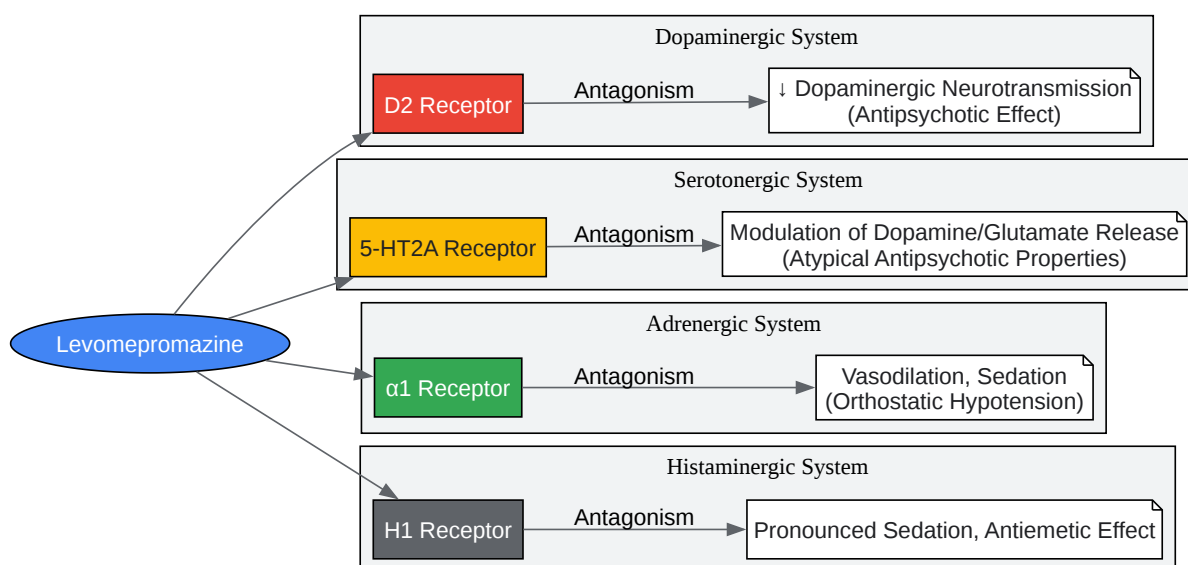 Dopaminergic System
D2 Receptor
Antagonism
↓ Dopaminergic Neurotransmission
(Antipsychotic Effect)
Serotonergic System
5-HT2A Receptor
Antagonism
Modulation of Dopamine/Glutamate Release
(Atypical Antipsychotic Properties)
Levomepromazine
Adrenergic System
α1 Receptor
Antagonism
Vasodilation, Sedation
(Orthostatic Hypotension)
Histaminergic System
H1 Receptor
Antagonism
Pronounced Sedation, Antiemetic Effect